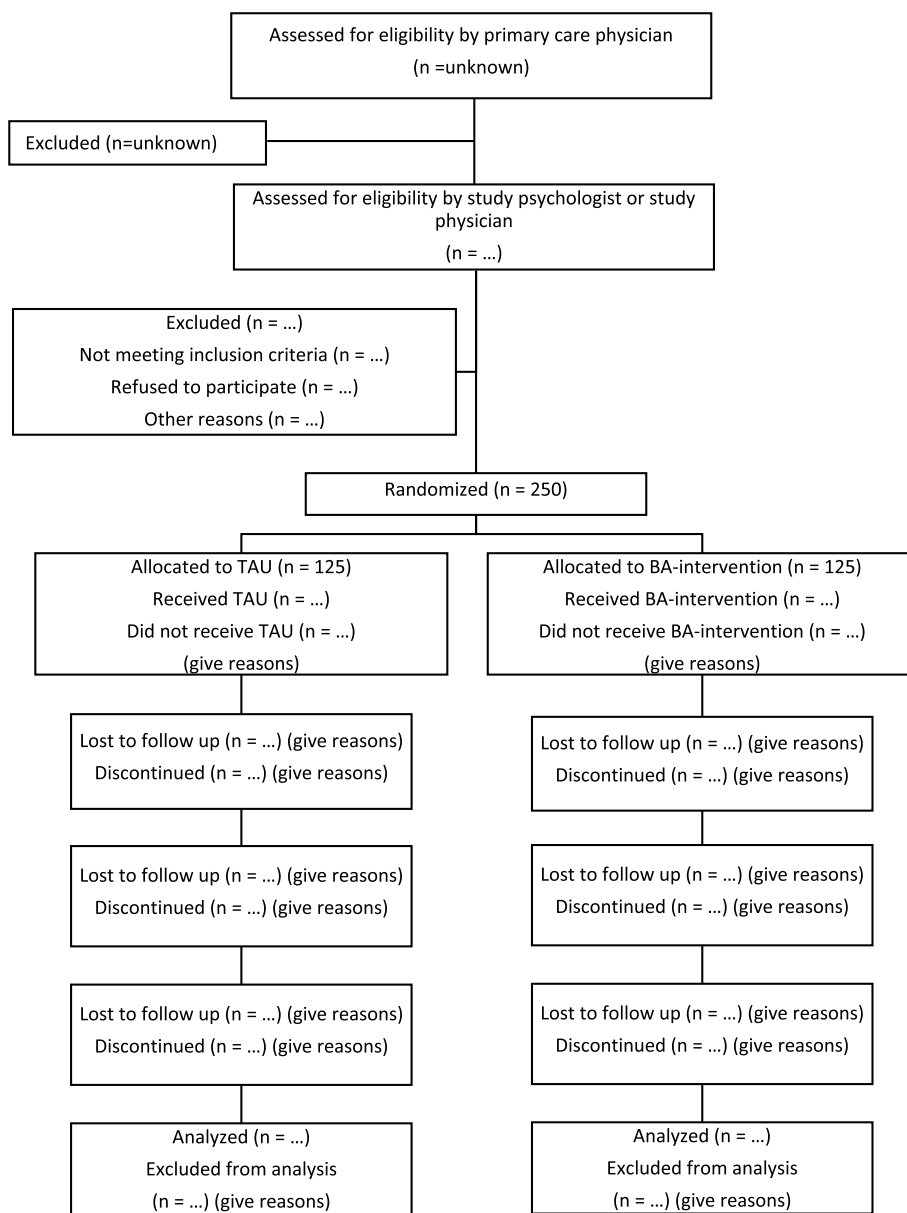 Assessed for eligibility by primary care physician
(n =unknown)
Excluded (n=unknown)
Assessed for eligibility by study psychologist or study
physician
(n = …)
Excluded (n = …)
Not meeting inclusion criteria (n = …)
Refused to participate (n = …)
Other reasons (n = …)
Randomized (n = 250)
Allocated to TAU (n = 125)
Received TAU (n = …)
Did not receive TAU (n = …)
(give reasons)
Allocated to BA-intervention (n = 125)
Received BA-intervention (n = …)
Did not receive BA-intervention (n = …)
(give reasons)
Lost to follow up (n = …) (give reasons)
Discontinued (n = …) (give reasons)
Lost to follow up (n = …) (give reasons)
Discontinued (n = …) (give reasons)
Lost to follow up (n = …) (give reasons)
Discontinued (n = …) (give reasons)
Lost to follow up (n = …) (give reasons)
Discontinued (n = …) (give reasons)
Lost to follow up (n = …) (give reasons)
Discontinued (n = …) (give reasons)
Lost to follow up (n = …) (give reasons)
Discontinued (n = …) (give reasons)
Analyzed (n = …)
Excluded from analysis
(n = …) (give reasons)
Analyzed (n = …)
Excluded from analysis
(n = …) (give reasons)